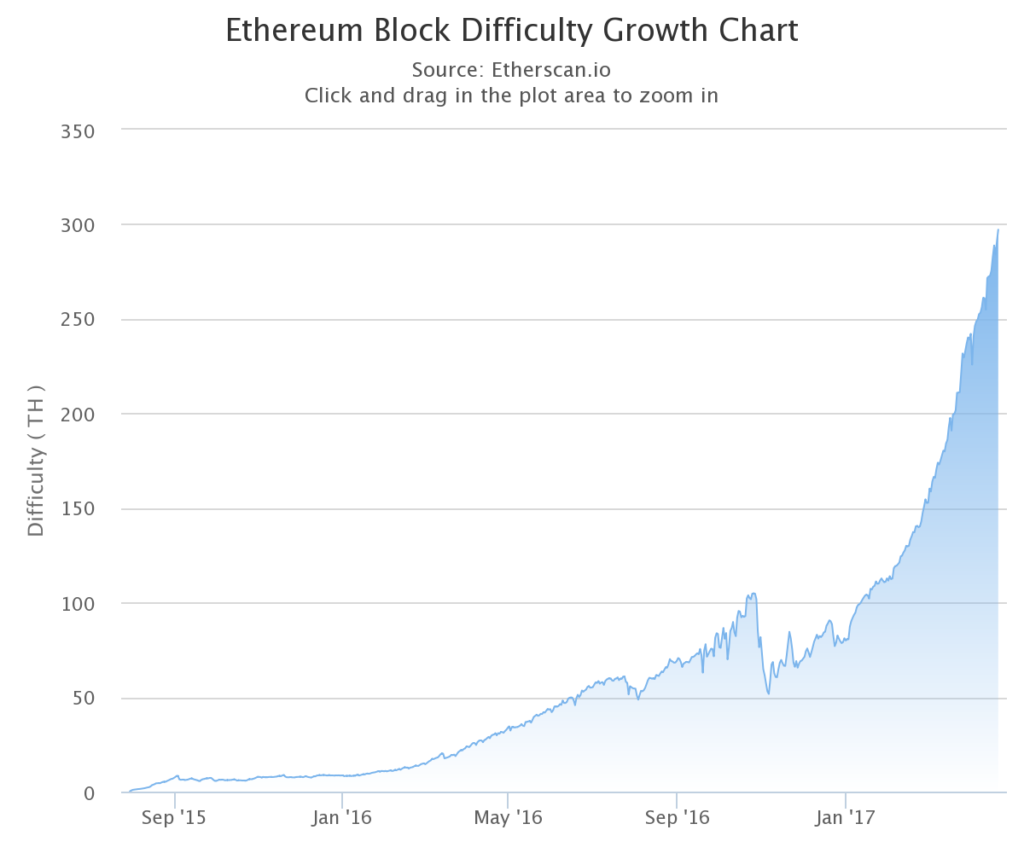 Ethereum Block Difficulty Growth Chart
Source: Etherscan.io
Click and drag in the plot area to zoom in
Difficulty ( TH )
350
300
250
200
150
100
50
0
Sep '15
Jan '16
May '16
Sep '16
Jan '17